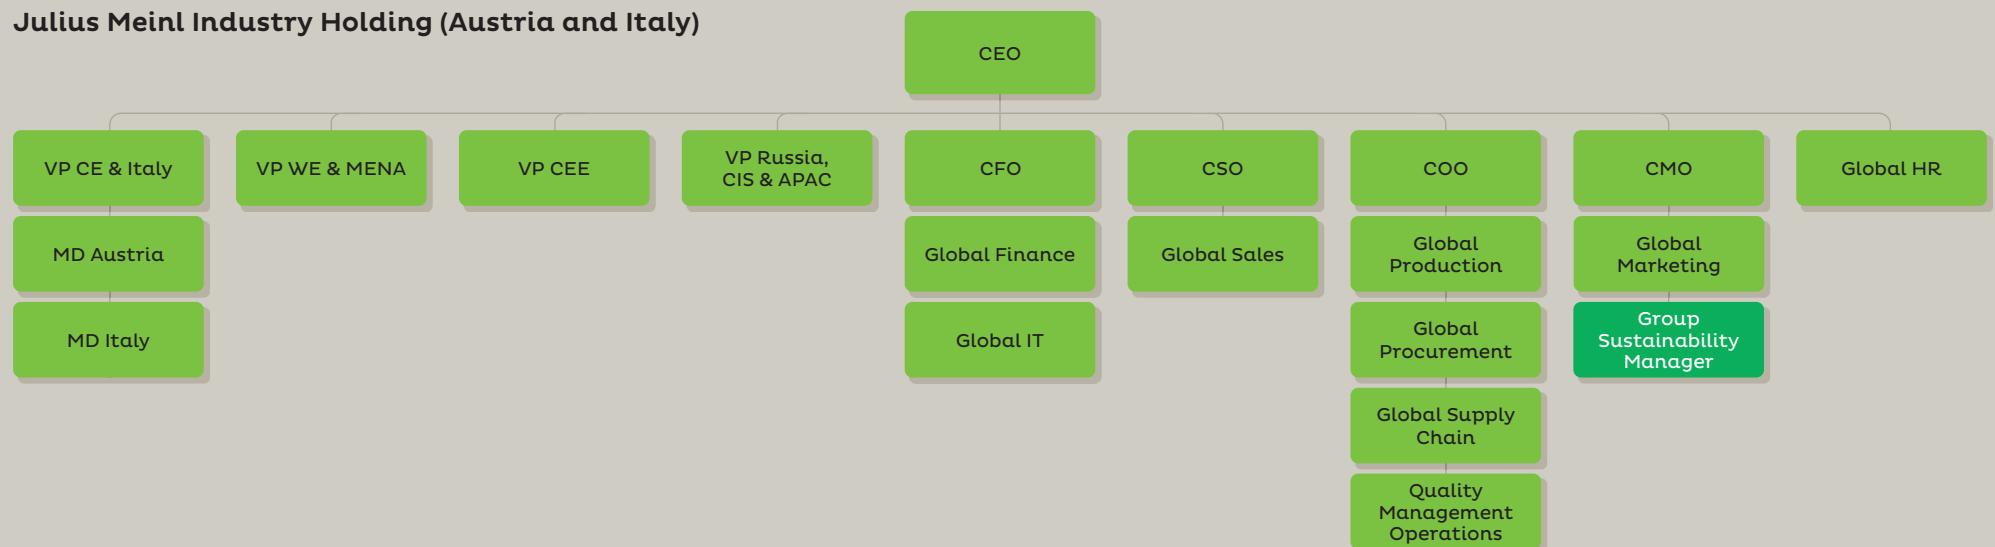 Julius Meinl Industry Holding (Austria and Italy)
CEO
VP CE & Italy
VP WE & MENA
VP CEE
VP Russia,
CIS & APAC
CFO
CSO
COO
CMO
Global HR
MD Austria
Global Finance
Global Sales
Global
Production
Global
Marketing
MD Italy
Global IT
Global
Procurement
Group
Sustainability
Manager
Global Supply
Chain
Quality
Management
Operations